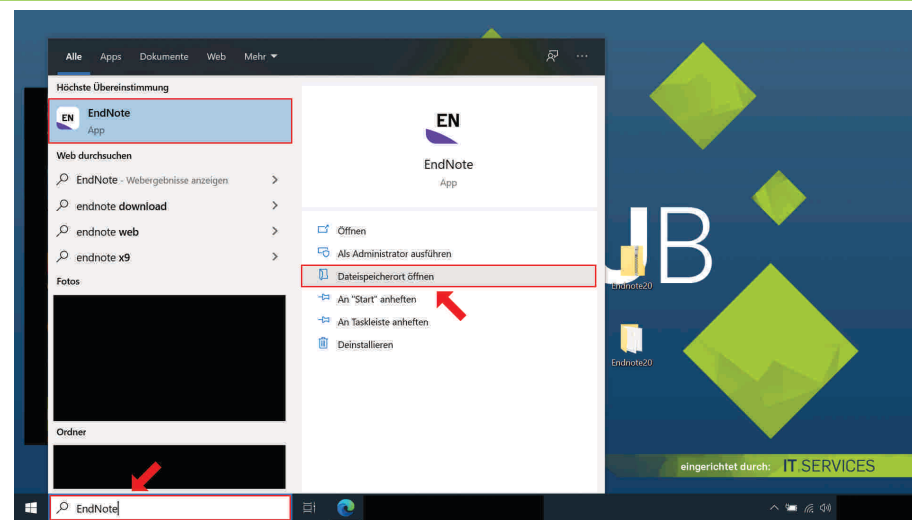 Alle Apps Dokumente Web Mehr
Höchste Übereinstimmung
EN EndNote
App
Web durchsuchen
EndNote - Webergebnisse anzeigen
endnote download
endnote web
endnote x9
Fotos
Ordner
EndNote
EN
EndNote
App
Öffnen
Als Administrator ausführen
Dateispeicherort öffnen
An "Start" anheften
An Taskleiste anheften
Deinstallieren
UB
Endnote20
Endnote20
eingerichtet durch: IT.SERVICES